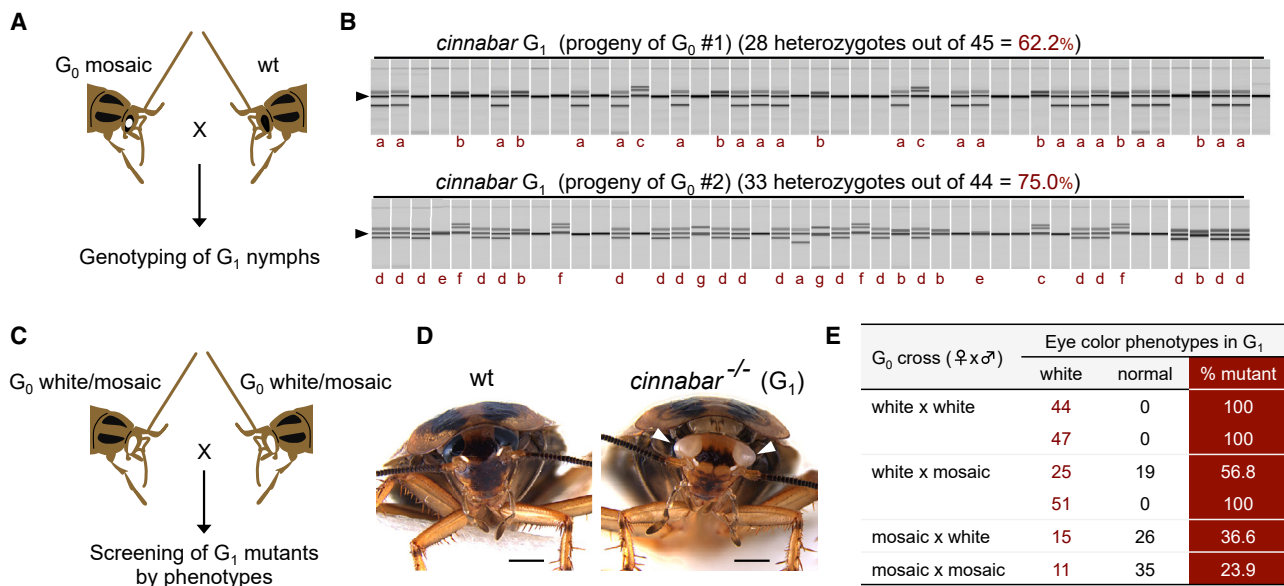 A
G₀ mosaic
wt
X
Genotyping of G₁ nymphs
B
cinnabar G₁ (progeny of G₀ #1) (28 heterozygotes out of 45 = 62.2%)
a a b a b a a c a b a a a b a c a a b a a a b a a b a a
cinnabar G₁ (progeny of G₀ #2) (33 heterozygotes out of 44 = 75.0%)
d d d e f d d b f d d d g d d d a g d f d b d b e c d d f d b d d
C
G₀ white/mosaic
G₀ white/mosaic
X
Screening of G₁ mutants
by phenotypes
D
wt
cinnabar⁻/⁻ (G₁)
E
G₀ cross (♀x♂)
Eye color phenotypes in G₁
white normal % mutant
white x white 44 0 100
47 0 100
white x mosaic 25 19 56.8
51 0 100
mosaic x white 15 26 36.6
mosaic x mosaic 11 35 23.9